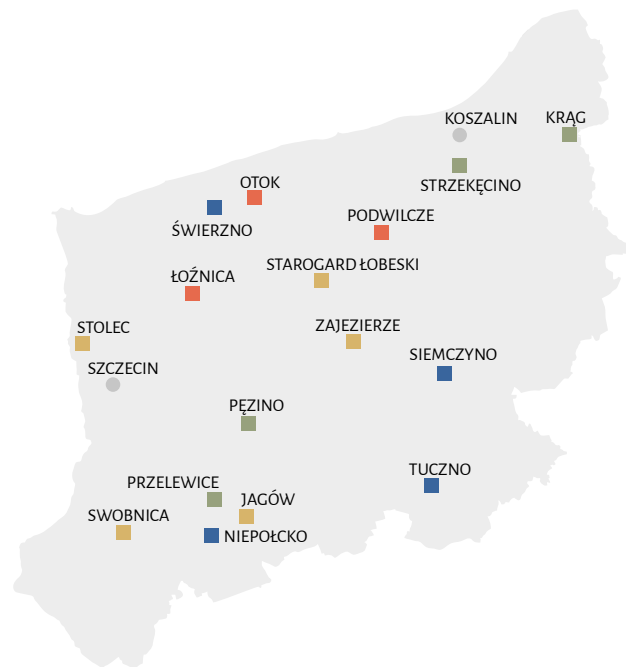 KOSZALIN
KRĄG
STRZEKĘCINO
OTOK
PODWILCZE
ŚWIERZNO
STAROGARD ŁOBESKI
ŁOŹNICA
ZAJEZIERZE
STOLEC
SIEMCZYNO
SZCZECIN
PĘZINO
TUCZNO
PRZELEWICE
JAGÓW
SWOBNICA
NIEPOŁCKO